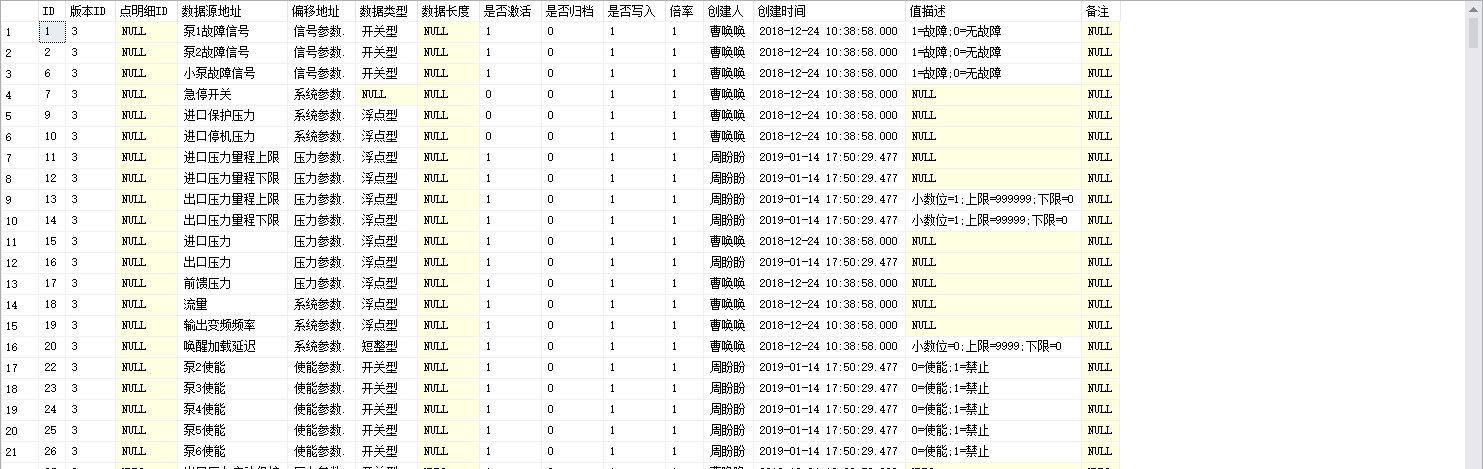 ID 版本ID 点明细ID 数据源地址 偏移地址 数据类型 数据长度 是否激活 是否归档 是否写入 倍率 创建人 创建时间 值描述 备注
1 1 3 NULL 泵1故障信号 信号参数. 开关型 NULL 1 0 1 1 曹唤唤 2018-12-24 10:38:58.000 1=故障;0=无故障 NULL
2 2 3 NULL 泵2故障信号 信号参数. 开关型 NULL 1 0 1 1 曹唤唤 2018-12-24 10:38:58.000 1=故障;0=无故障 NULL
3 6 3 NULL 小泵故障信号 信号参数. 开关型 NULL 1 0 1 1 曹唤唤 2018-12-24 10:38:58.000 1=故障;0=无故障 NULL
4 7 3 NULL 急停开关 系统参数. NULL NULL 0 0 1 1 曹唤唤 2018-12-24 10:38:58.000 NULL NULL
5 9 3 NULL 进口保护压力 系统参数. 浮点型 NULL 0 0 1 1 曹唤唤 2018-12-24 10:38:58.000 NULL NULL
6 10 3 NULL 进口停机压力 系统参数. 浮点型 NULL 0 0 1 1 曹唤唤 2018-12-24 10:38:58.000 NULL NULL
7 11 3 NULL 进口压力量程上限 压力参数. 浮点型 NULL 1 0 1 1 周盼盼 2019-01-14 17:50:29.477 NULL NULL
8 12 3 NULL 进口压力量程下限 压力参数. 浮点型 NULL 1 0 1 1 周盼盼 2019-01-14 17:50:29.477 NULL NULL
9 13 3 NULL 出口压力量程上限 压力参数. 浮点型 NULL 1 0 1 1 周盼盼 2019-01-14 17:50:29.477 小数位=1;上限=999999;下限=0 NULL
10 14 3 NULL 出口压力量程下限 压力参数. 浮点型 NULL 1 0 1 1 周盼盼 2019-01-14 17:50:29.477 小数位=1;上限=99999;下限=0 NULL
11 15 3 NULL 进口压力 压力参数. 浮点型 NULL 1 0 1 1 曹唤唤 2018-12-24 10:38:58.000 NULL NULL
12 16 3 NULL 出口压力 压力参数. 浮点型 NULL 1 0 1 1 周盼盼 2018-12-24 10:38:58.000 NULL NULL
13 17 3 NULL 前馈压力 压力参数. 浮点型 NULL 1 0 1 1 周盼盼 2018-12-24 10:38:58.000 NULL NULL
14 18 3 NULL 流量 系统参数. 浮点型 NULL 1 0 1 1 曹唤唤 2018-12-24 10:38:58.000 NULL NULL
15 19 3 NULL 输出变频频率 系统参数. 浮点型 NULL 1 0 1 1 曹唤唤 2018-12-24 10:38:58.000 NULL NULL
16 20 3 NULL 唤醒加载延迟 系统参数. 短整型 NULL 1 0 1 1 曹唤唤 2018-12-24 10:38:58.000 小数位=0;上限=9999;下限=0 NULL
17 22 3 NULL 泵2使能 使能参数. 开关型 NULL 1 0 1 1 周盼盼 2019-01-14 17:50:29.477 0=使能;1=禁止 NULL
18 23 3 NULL 泵3使能 使能参数. 开关型 NULL 1 0 1 1 周盼盼 2019-01-14 17:50:29.477 0=使能;1=禁止 NULL
19 24 3 NULL 泵4使能 使能参数. 开关型 NULL 1 0 1 1 周盼盼 2019-01-14 17:50:29.477 0=使能;1=禁止 NULL
20 25 3 NULL 泵5使能 使能参数. 开关型 NULL 1 0 1 1 周盼盼 2019-01-14 17:50:29.477 0=使能;1=禁止 NULL
21 26 3 NULL 泵6使能 使能参数. 开关型 NULL 1 0 1 1 周盼盼 2019-01-14 17:50:29.477 0=使能;1=禁止 NULL